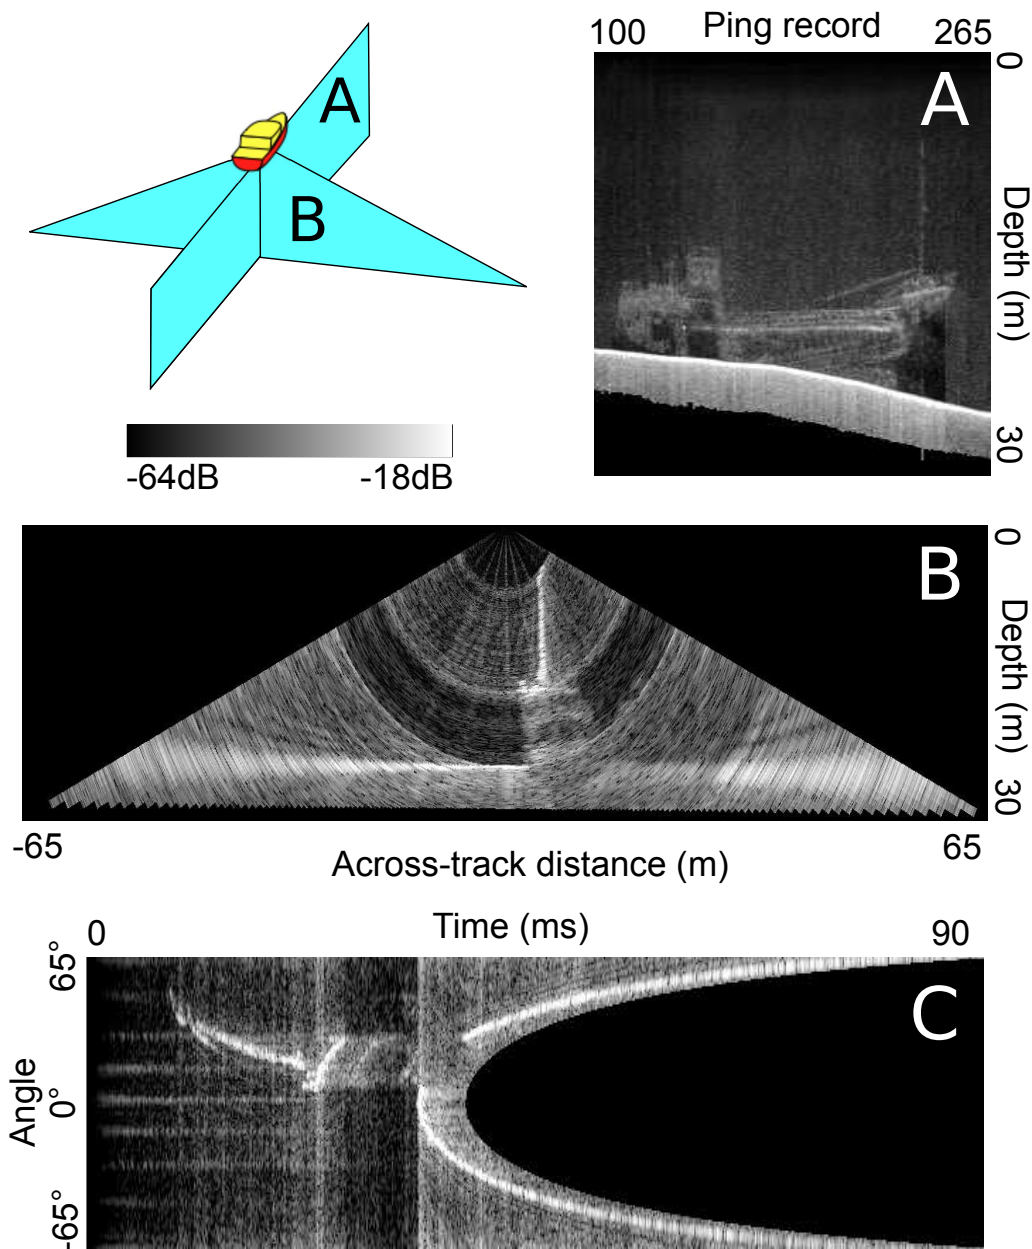 A
B
-64dB
-18dB
100
Ping record
265
A
0
Depth (m)
30
B
0
Depth (m)
30
-65
Across-track distance (m)
65
0
Time (ms)
90
65°
Angle
0°
-65°
C